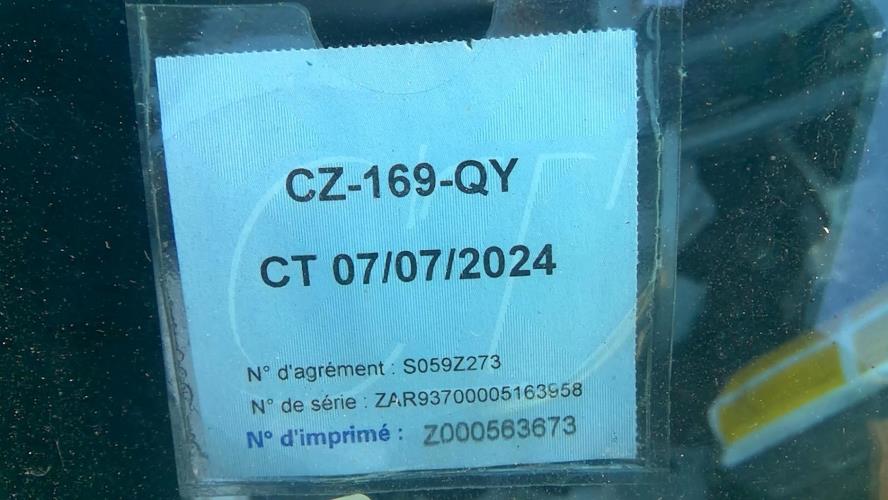 CZ-169-QY
CT 07/07/2024
N° d'agrément : S059Z273
N° de série : ZAR93700005163958
N° d'imprimé : Z000563673